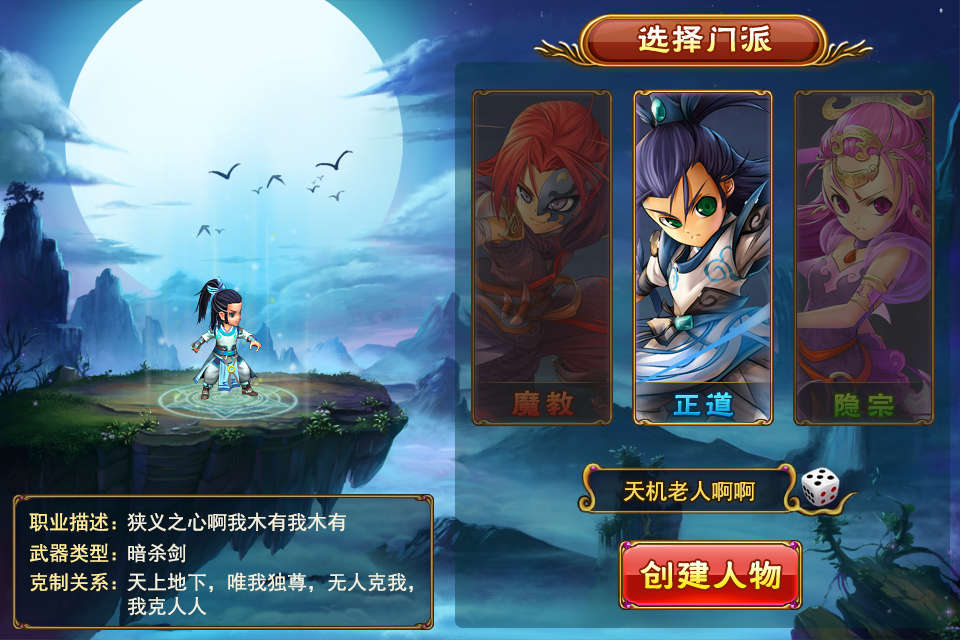 选择门派
魔教
正道
隐宗
天机老人啊啊
创建人物
职业描述：狭义之心啊我木有我木有
武器类型：暗杀剑
克制关系：天上地下，唯我独尊，无人克我，
我克人人